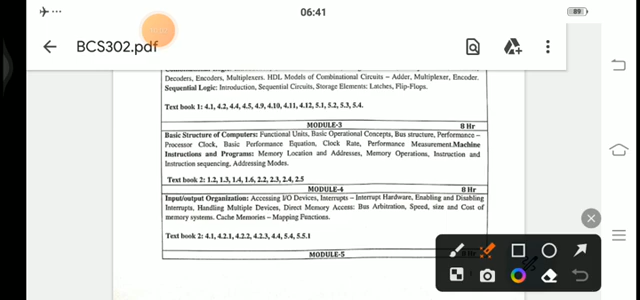 06:41
89
BCS302.pdf
Decoders, Encoders, Multiplexers. HDL Models of Combinational Circuits – Adder, Multiplexer, Encoder.
Sequential Logic: Introduction, Sequential Circuits, Storage Elements: Latches, Flip-Flops.
Text book 1: 4.1, 4.2, 4.4, 4.5, 4.9, 4.10, 4.11, 4.12, 5.1, 5.2, 5.3, 5.4.
MODULE-3 8 Hr
Basic Structure of Computers: Functional Units, Basic Operational Concepts, Bus structure, Performance –
Processor Clock, Basic Performance Equation, Clock Rate, Performance Measurement.Machine
Instructions and Programs: Memory Location and Addresses, Memory Operations, Instruction and
Instruction sequencing, Addressing Modes.
Text book 2: 1.2, 1.3, 1.4, 1.6, 2.2, 2.3, 2.4, 2.5
MODULE-4 8 Hr
Input/output Organization: Accessing I/O Devices, Interrupts – Interrupt Hardware, Enabling and Disabling
Interrupts, Handling Multiple Devices, Direct Memory Access: Bus Arbitration, Speed, size and Cost of
memory systems. Cache Memories – Mapping Functions.
Text book 2: 4.1, 4.2.1, 4.2.2, 4.2.3, 4.4, 5.4, 5.5.1
MODULE-5